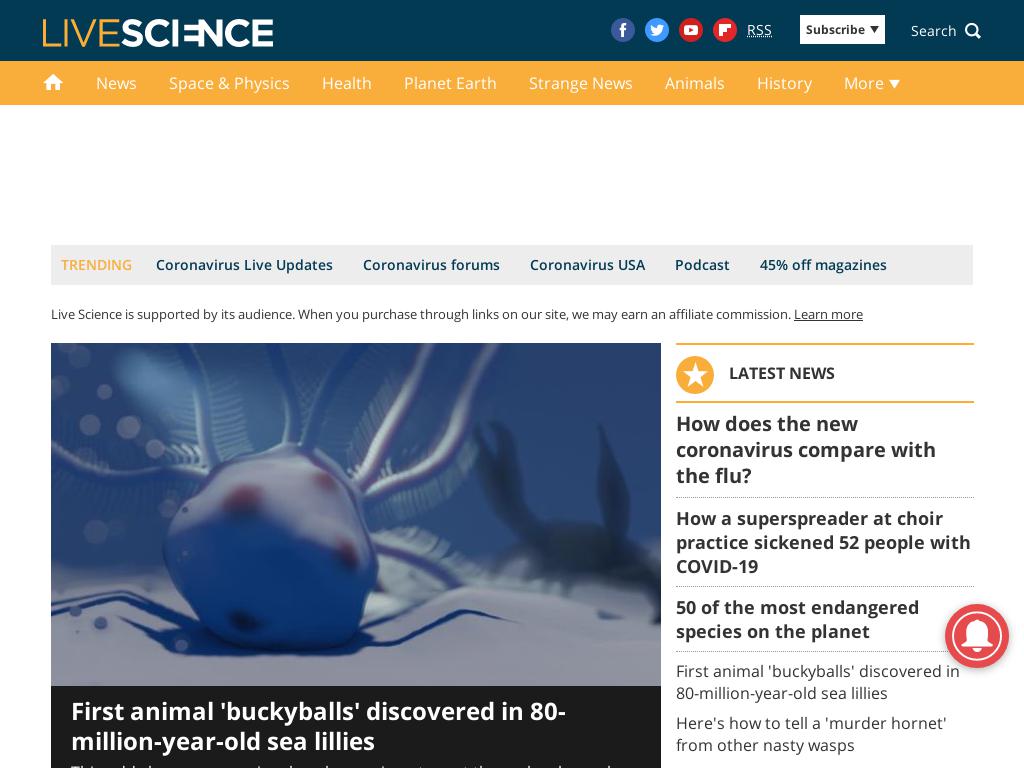 LIVESCIENCE
RSS
Subscribe
Search
News
Space & Physics
Health
Planet Earth
Strange News
Animals
History
More
TRENDING
Coronavirus Live Updates
Coronavirus forums
Coronavirus USA
Podcast
45% off magazines
Live Science is supported by its audience. When you purchase through links on our site, we may earn an affiliate commission. Learn more
First animal 'buckyballs' discovered in 80-
million-year-old sea lillies
LATEST NEWS
How does the new
coronavirus compare with
the flu?
How a superspreader at choir
practice sickened 52 people with
COVID-19
50 of the most endangered
species on the planet
First animal 'buckyballs' discovered in
80-million-year-old sea lillies
Here's how to tell a 'murder hornet'
from other nasty wasps